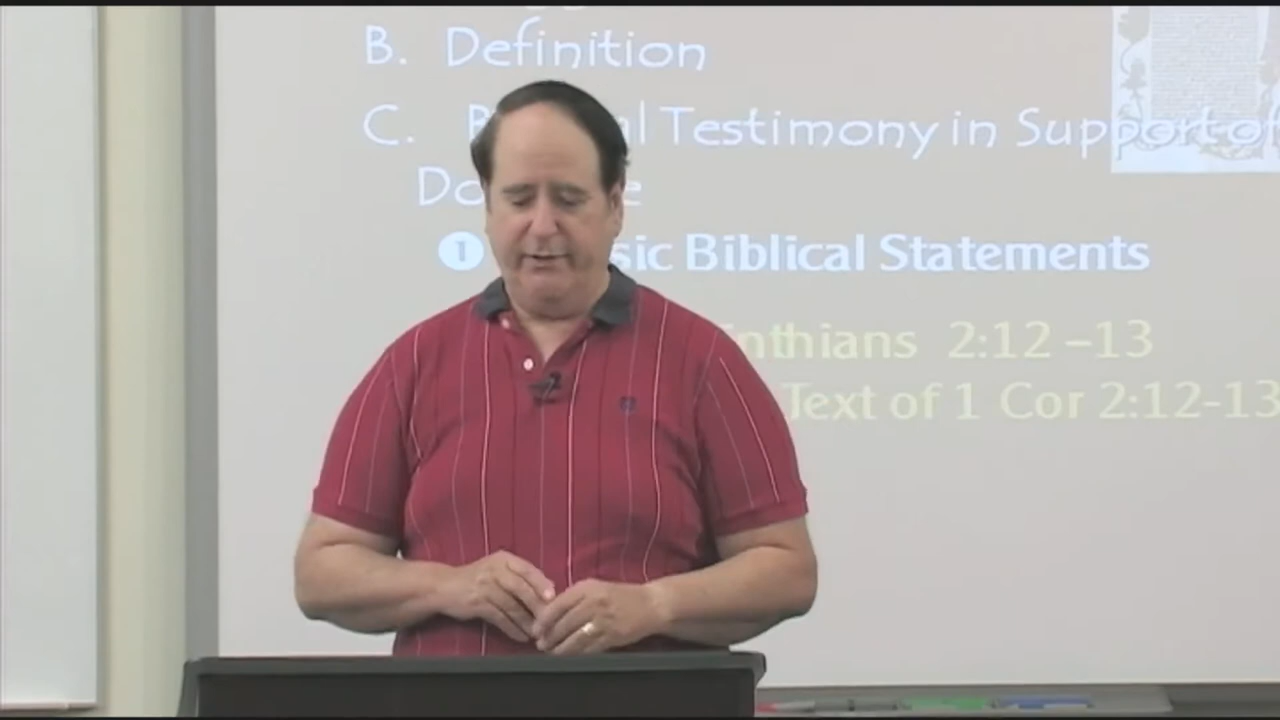 B. Definition
C. l Testimony in Support of
Do e
❶ sic Biblical Statements
inthians 2:12 –13
Text of 1 Cor 2:12-13